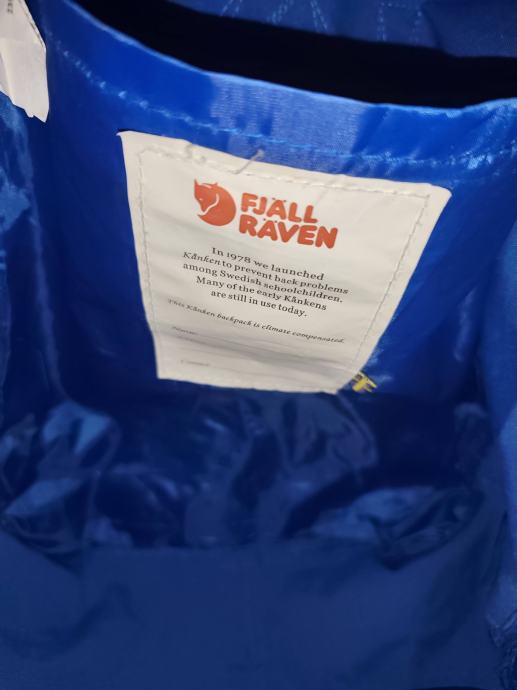 FJÄLL
RÄVEN
In 1978 we launched
Kånken to prevent back problems
among Swedish schoolchildren.
Many of the early Kånkens
are still in use today.
This Kånken backpack is climate compensated.
Name:
Contact: